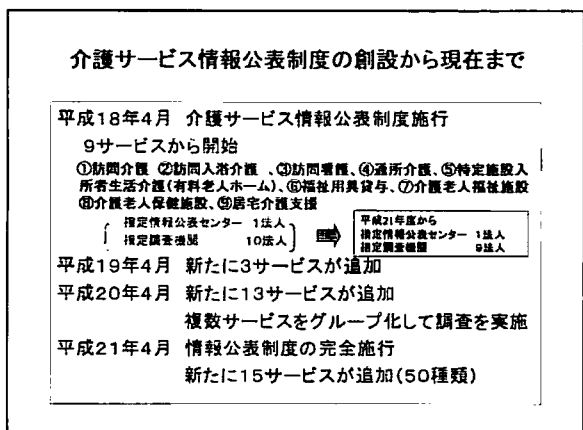 介護サービス情報公表制度の創設から現在まで
平成18年4月 介護サービス情報公表制度施行
9サービスから開始
①訪問介護 ②訪問入浴介護、③訪問看護、④通所介護、⑤特定施設入
所者生活介護(有料老人ホーム)、⑥福祉用具貸与、⑦介護老人福祉施設
⑧介護老人保健施設、⑨居宅介護支援
指定情報公表センター 1法人
指定調査機関 10法人
平成21年度から
指定情報公表センター 1法人
指定調査機関 9法人
平成19年4月 新たに3サービスが追加
平成20年4月 新たに13サービスが追加
複数サービスをグループ化して調査を実施
平成21年4月 情報公表制度の完全施行
新たに15サービスが追加(50種類)